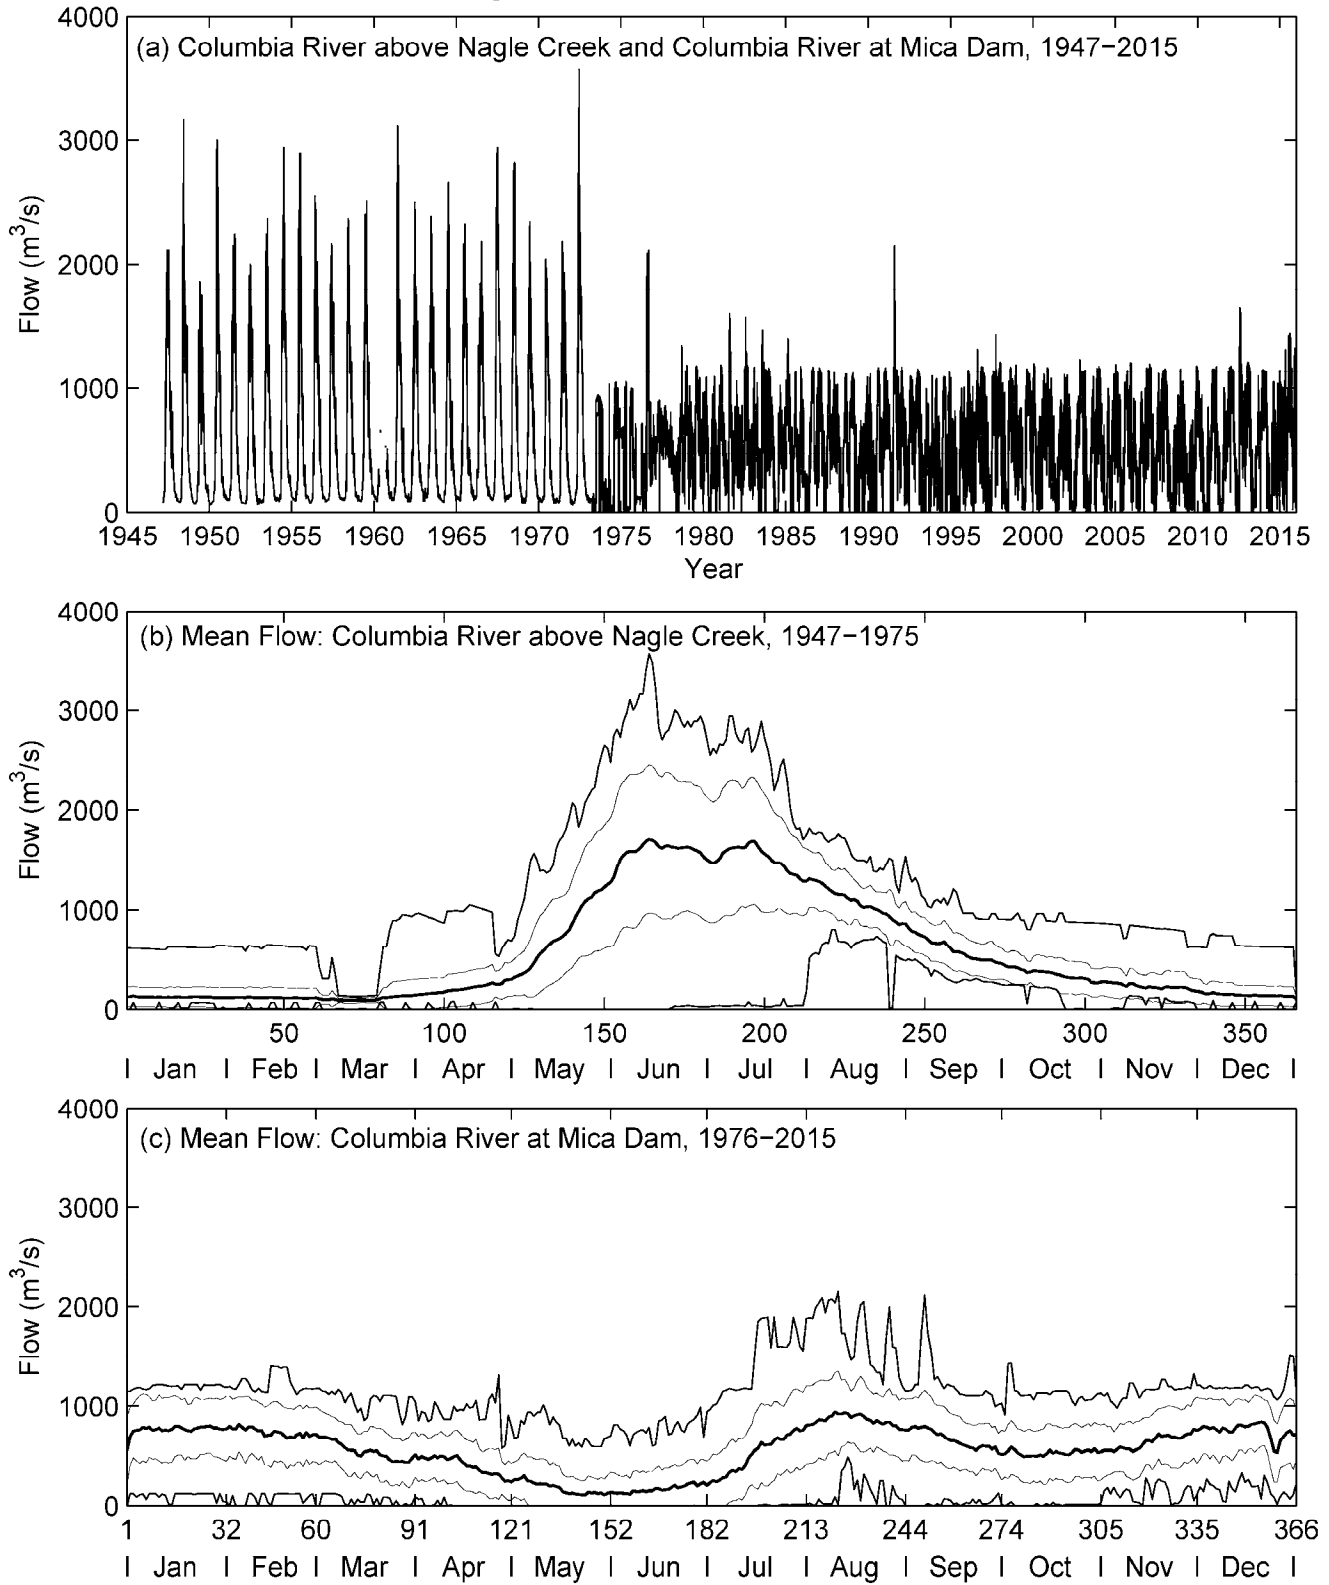 4000
(a) Columbia River above Nagle Creek and Columbia River at Mica Dam, 1947−2015
3000
Flow (m³/s)
2000
1000
0
1945 1950 1955 1960 1965 1970 1975 1980 1985 1990 1995 2000 2005 2010 2015
Year
4000
(b) Mean Flow: Columbia River above Nagle Creek, 1947−1975
3000
Flow (m³/s)
2000
1000
0
50 100 150 200 250 300 350
I Jan I Feb I Mar I Apr I May I Jun I Jul I Aug I Sep I Oct I Nov I Dec I
4000
(c) Mean Flow: Columbia River at Mica Dam, 1976−2015
3000
Flow (m³/s)
2000
1000
0
1 32 60 91 121 152 182 213 244 274 305 335 366
I Jan I Feb I Mar I Apr I May I Jun I Jul I Aug I Sep I Oct I Nov I Dec I